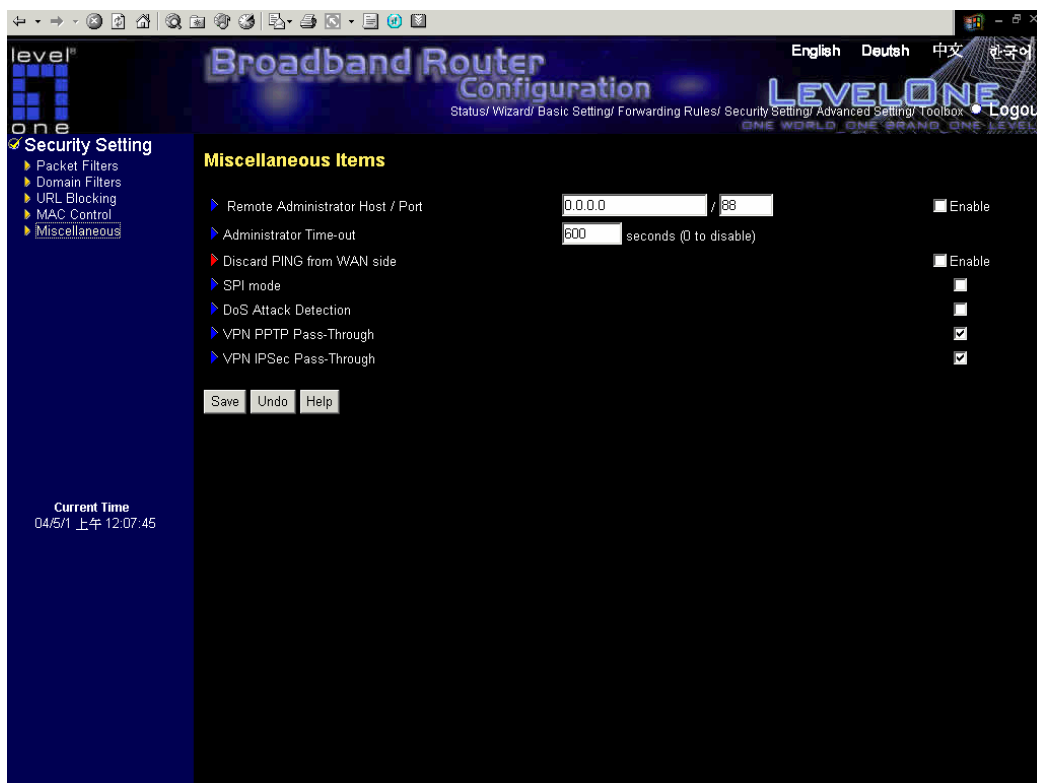 level®
one
Broadband Router
Configuration
English Deutsh 中文 한국어
LEVELONE
Status/ Wizard/ Basic Setting/ Forwarding Rules/ Security Setting/ Advanced Setting/ Toolbox Logou
ONE WORLD_ONE BRAND_ONE LEVEL
Security Setting
Packet Filters
Domain Filters
URL Blocking
MAC Control
Miscellaneous
Current Time
04/5/1 上午 12:07:45
Miscellaneous Items
Remote Administrator Host / Port 0.0.0.0 / 88 Enable
Administrator Time-out 600 seconds (0 to disable)
Discard PING from WAN side Enable
SPI mode
DoS Attack Detection
VPN PPTP Pass-Through
VPN IPSec Pass-Through
Save Undo Help